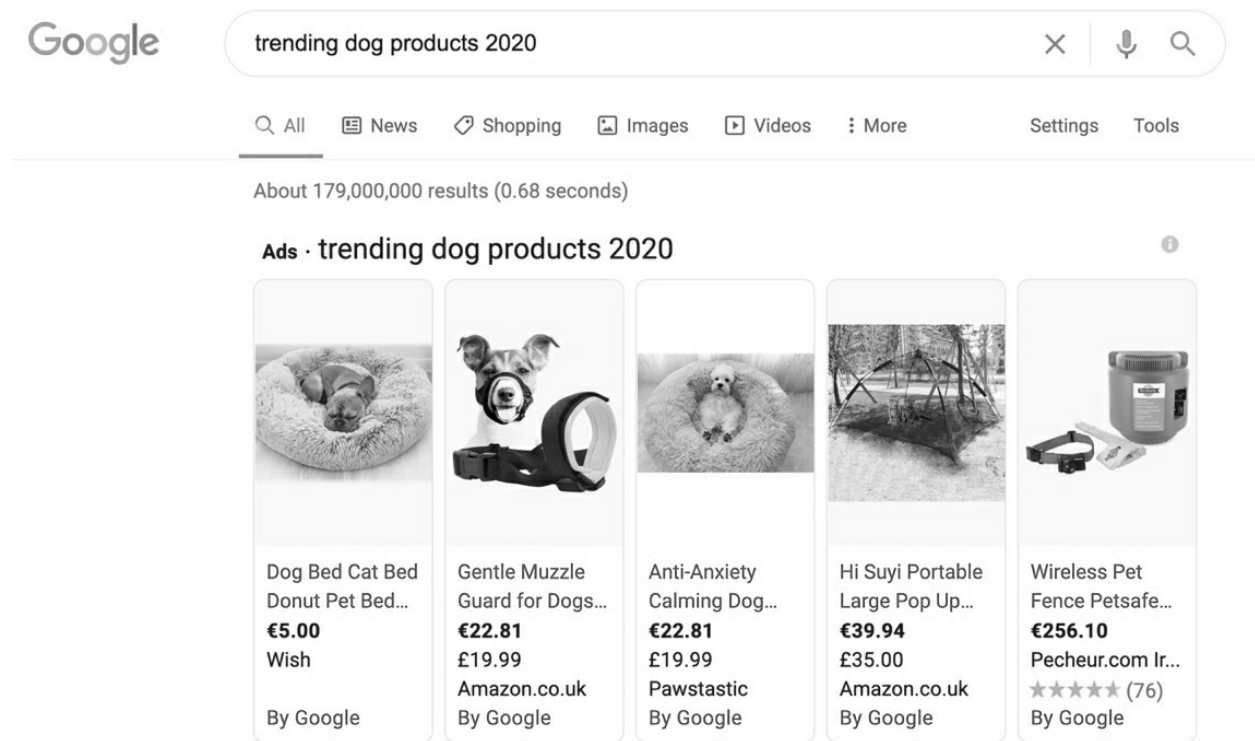 Google
trending dog products 2020
All News Shopping Images Videos More Settings Tools
About 179,000,000 results (0.68 seconds)
Ads · trending dog products 2020
Dog Bed Cat Bed
Donut Pet Bed...
€5.00
Wish
By Google
Gentle Muzzle
Guard for Dogs...
€22.81
£19.99
Amazon.co.uk
By Google
Anti-Anxiety
Calming Dog...
€22.81
£19.99
Pawstastic
By Google
Hi Suyi Portable
Large Pop Up...
€39.94
£35.00
Amazon.co.uk
By Google
Wireless Pet
Fence Petsafe...
€256.10
Pecheur.com Ir...
(76)
By Google